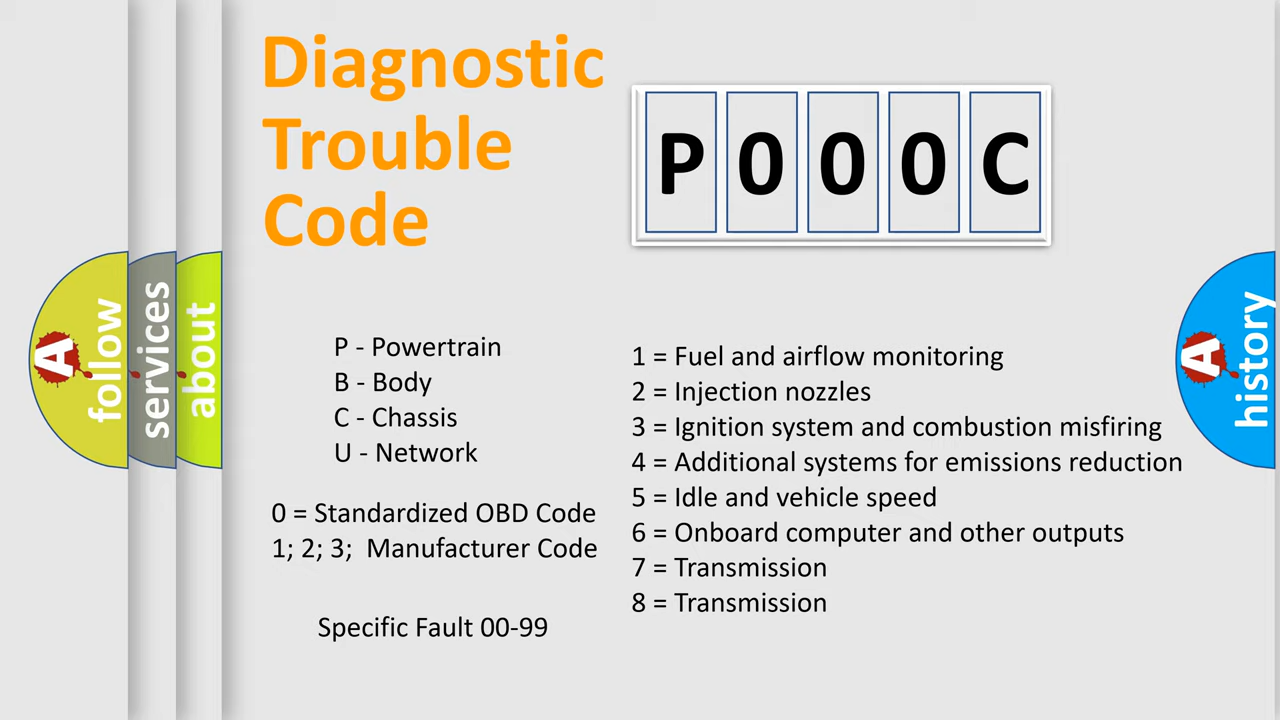 Diagnostic
Trouble
Code
P000C
P - Powertrain
B - Body
C - Chassis
U - Network
0 = Standardized OBD Code
1; 2; 3; Manufacturer Code
Specific Fault 00-99
1 = Fuel and airflow monitoring
2 = Injection nozzles
3 = Ignition system and combustion misfiring
4 = Additional systems for emissions reduction
5 = Idle and vehicle speed
6 = Onboard computer and other outputs
7 = Transmission
8 = Transmission
A
follow
services
about
A
history